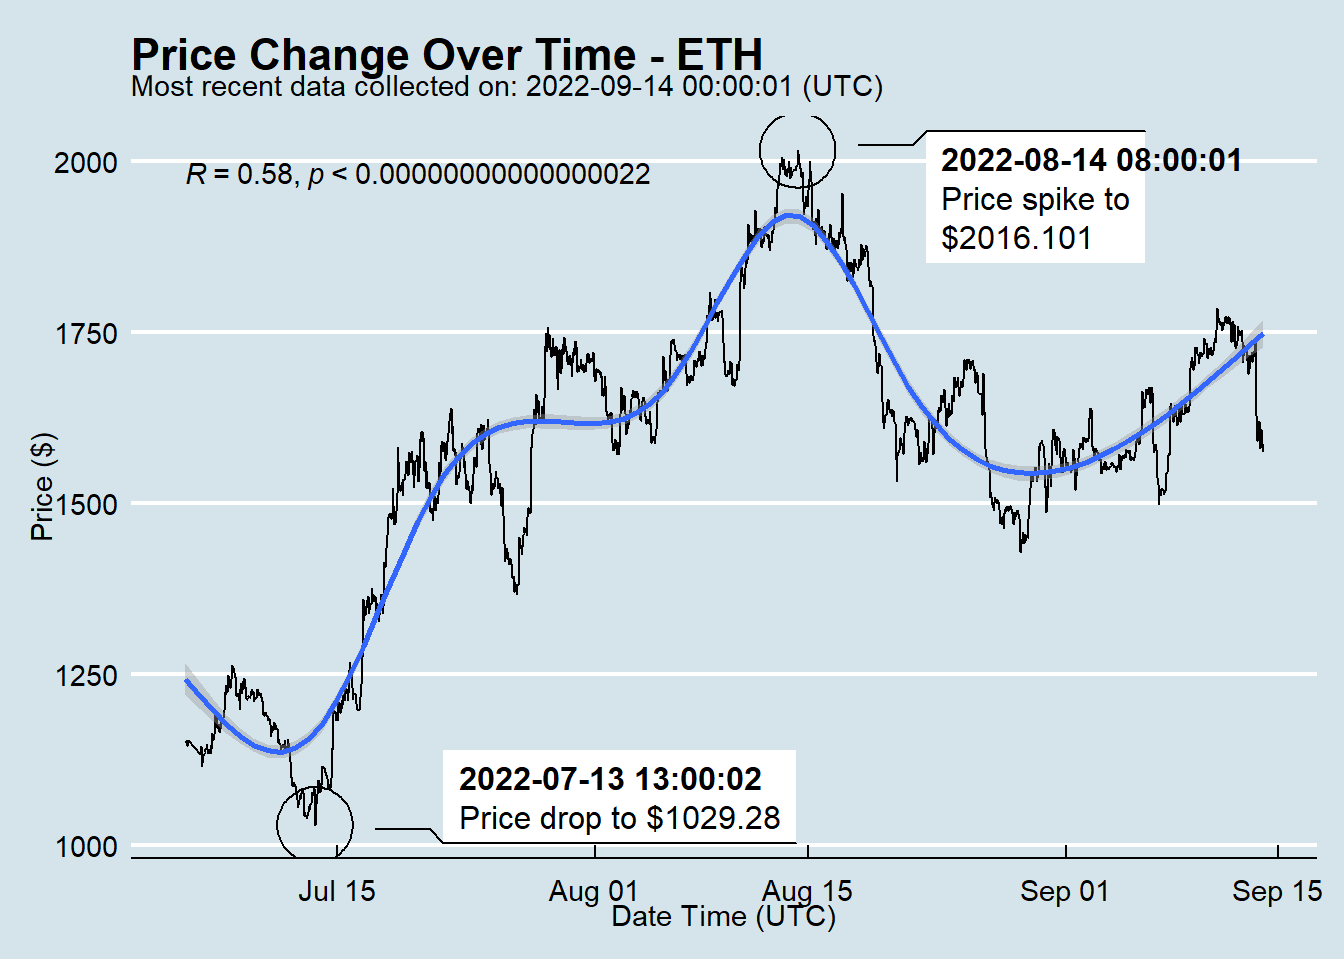 Price Change Over Time - ETH
Most recent data collected on: 2022-09-14 00:00:01 (UTC)
R = 0.58, p < 0.00000000000000022
2022-08-14 08:00:01
Price spike to
$2016.101
2022-07-13 13:00:02
Price drop to $1029.28
Price ($)
2000
1750
1500
1250
1000
Jul 15
Aug 01
Aug 15
Sep 01
Sep 15
Date Time (UTC)